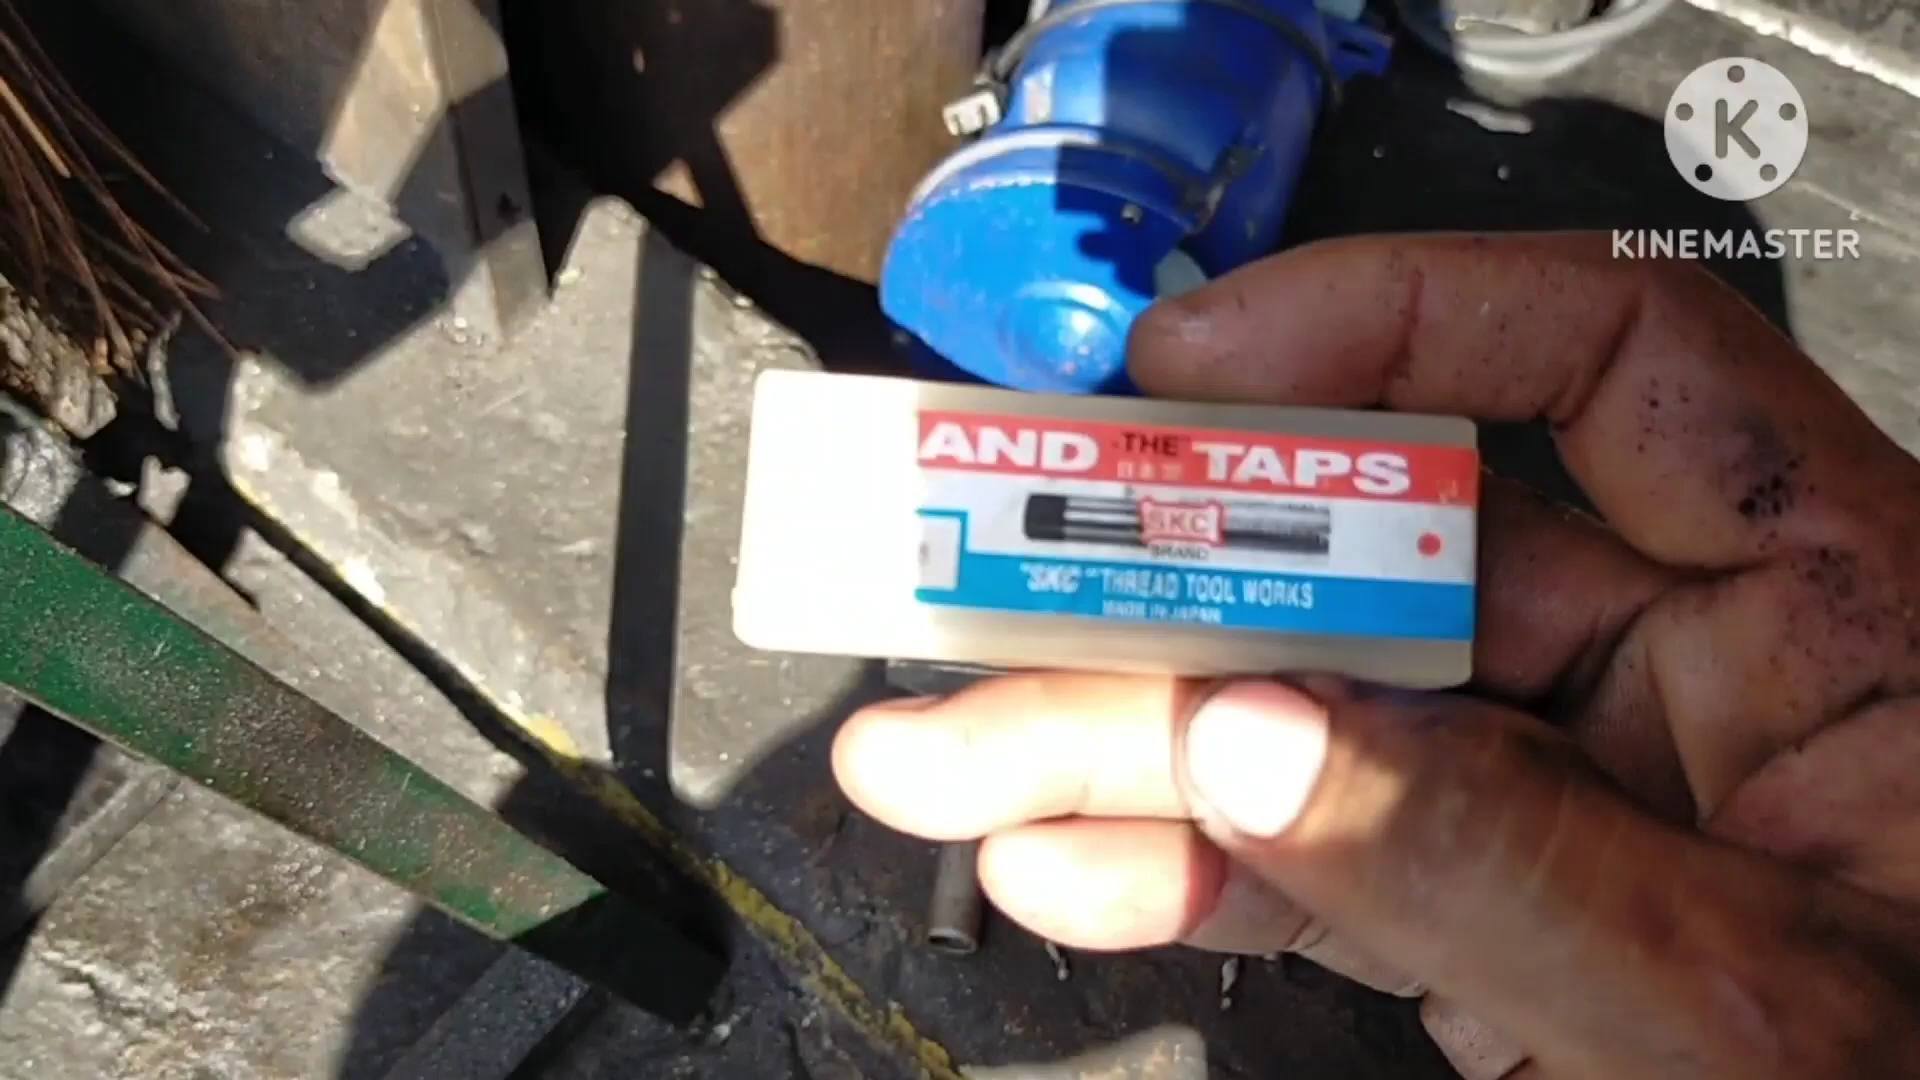 AND THE TAPS
SKC
BRAND
"SKC" THREAD TOOL WORKS
MADE IN JAPAN
K
KINEMASTER